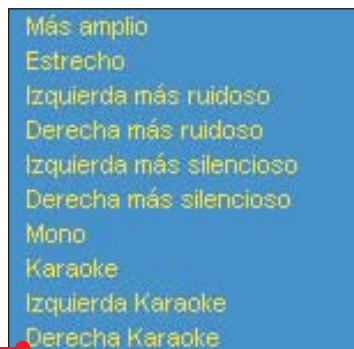 Más amplio
Estrecho
Izquierda más ruidoso
Derecha más ruidoso
Izquierda más silencioso
Derecha más silencioso
Mono
Karaoke
Izquierda Karaoke
Derecha Karaoke